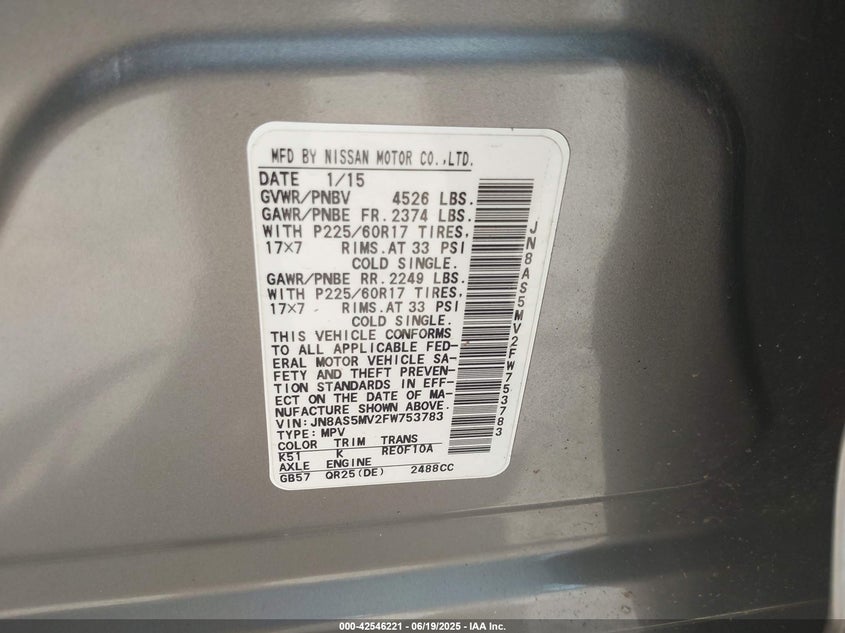 MFD BY NISSAN MOTOR CO.,LTD.
DATE 1/15
GVWR/PNBV 4526 LBS.
GAWR/PNBE FR. 2374 LBS.
WITH P225/60R17 TIRES,
17×7 RIMS.AT 33 PSI
COLD SINGLE.
GAWR/PNBE RR. 2249 LBS.
WITH P225/60R17 TIRES,
17×7 RIMS.AT 33 PSI
COLD SINGLE.
THIS VEHICLE CONFORMS
TO ALL APPLICABLE FED-
ERAL MOTOR VEHICLE SA-
FETY AND THEFT PREVEN-
TION STANDARDS IN EFF-
ECT ON THE DATE OF MA-
NUFACTURE SHOWN ABOVE.
VIN: JN8AS5MV2FW753783
TYPE: MPV
COLOR TRIM TRANS
K51 K RE0F10A
AXLE ENGINE
GB57 QR25(DE) 2488CC
JN8AS5MV2FW753783
000-42546221 - 06/19/2025 - IAA Inc.